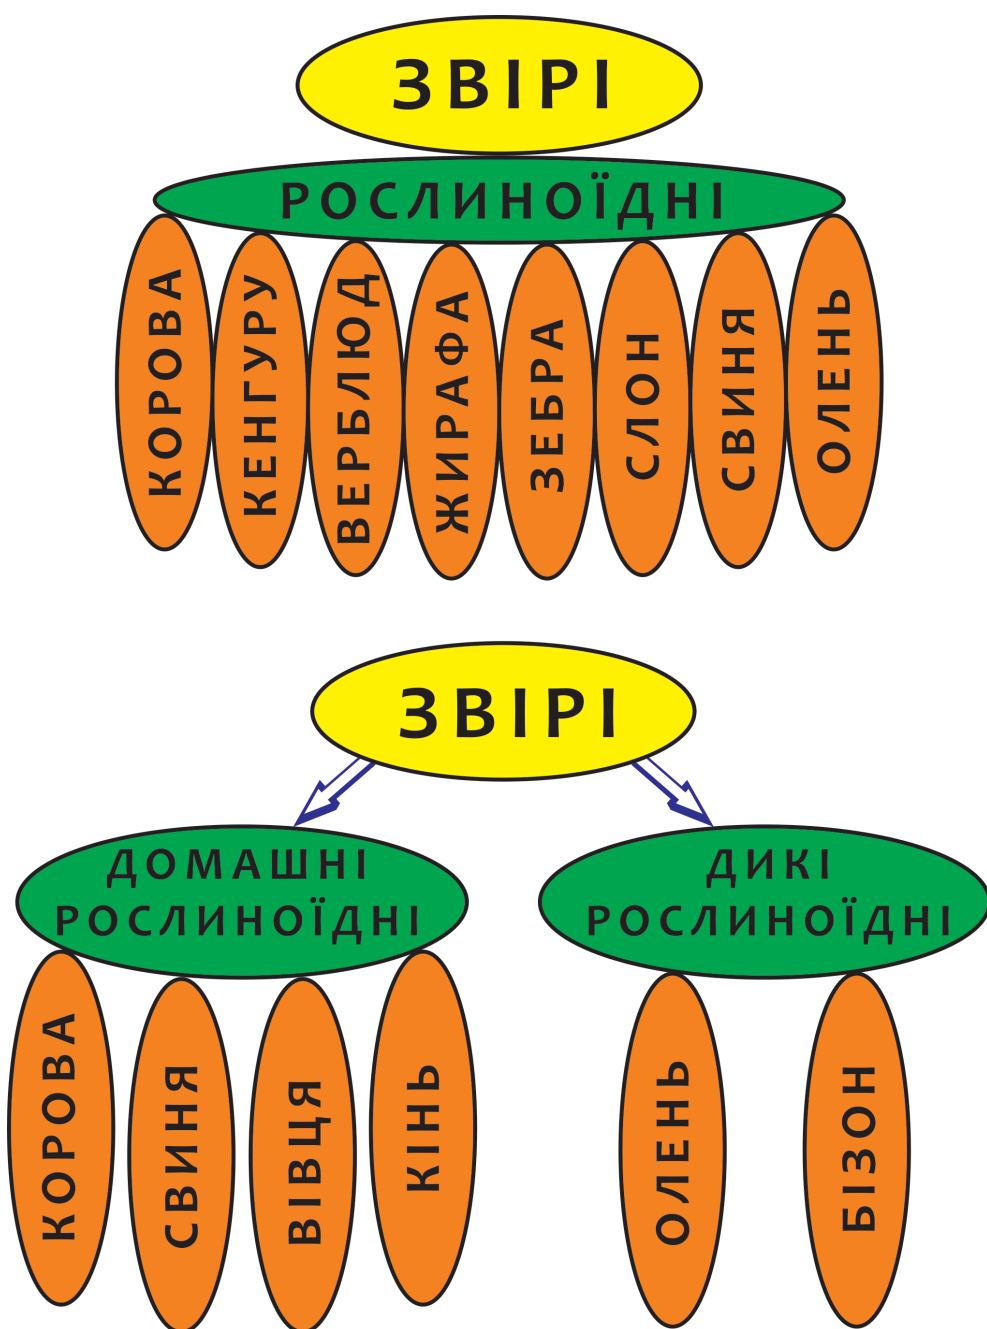 ЗВІРІ
РОСЛИНОЇДНІ
КОРОВА
КЕНГУРУ
ВЕРБЛЮД
ЖИРАФА
ЗЕБРА
СЛОН
СВИНЯ
ОЛЕНЬ
ЗВІРІ
ДОМАШНІ
РОСЛИНОЇДНІ
КОРОВА
СВИНЯ
ВІВЦЯ
КІНЬ
ДИКІ
РОСЛИНОЇДНІ
ОЛЕНЬ
БІЗОН